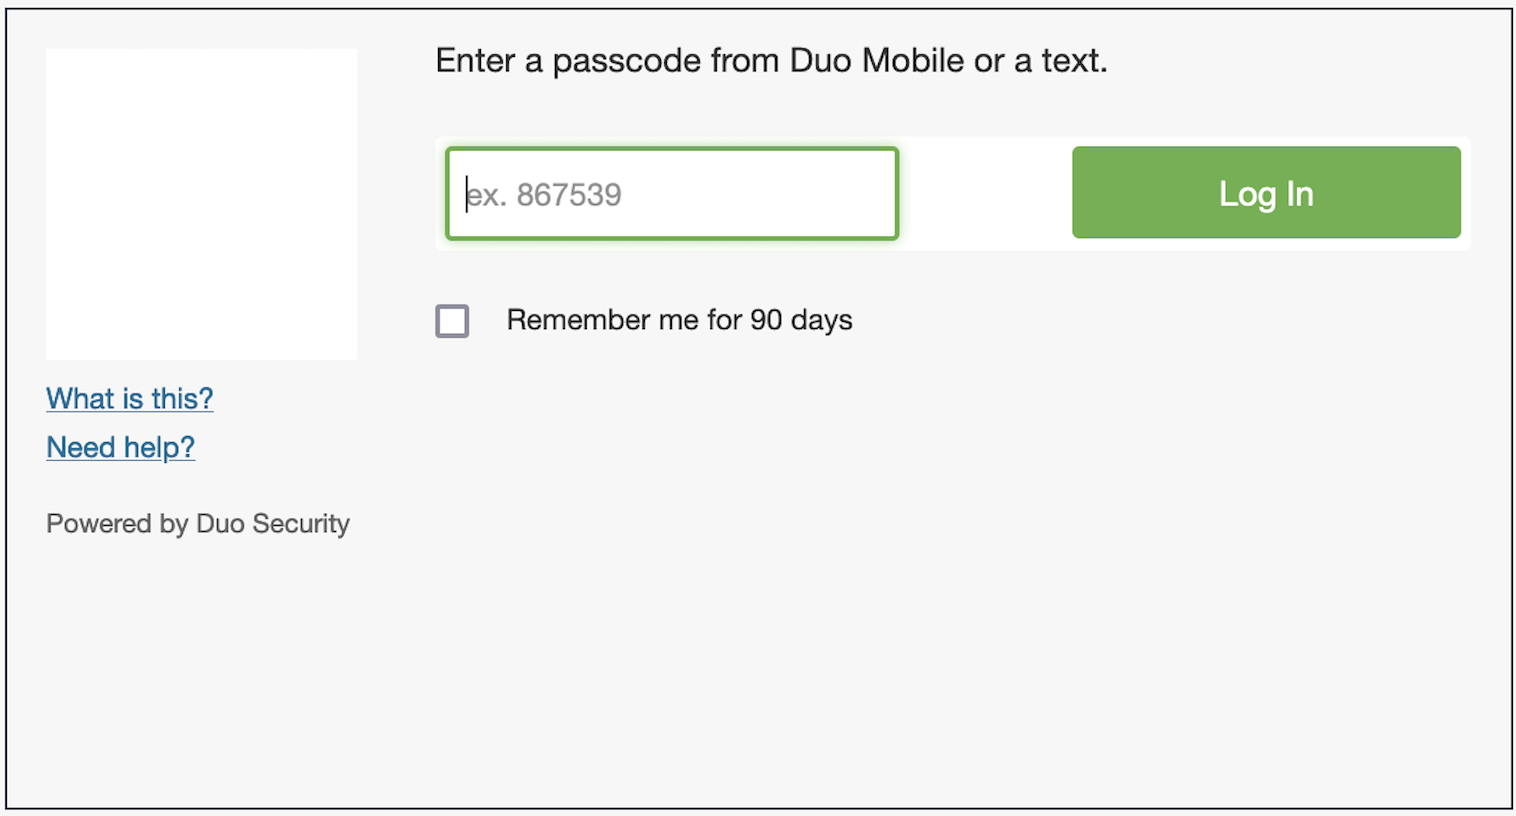 Enter a passcode from Duo Mobile or a text.
ex. 867539
Log In
Remember me for 90 days
What is this?
Need help?
Powered by Duo Security